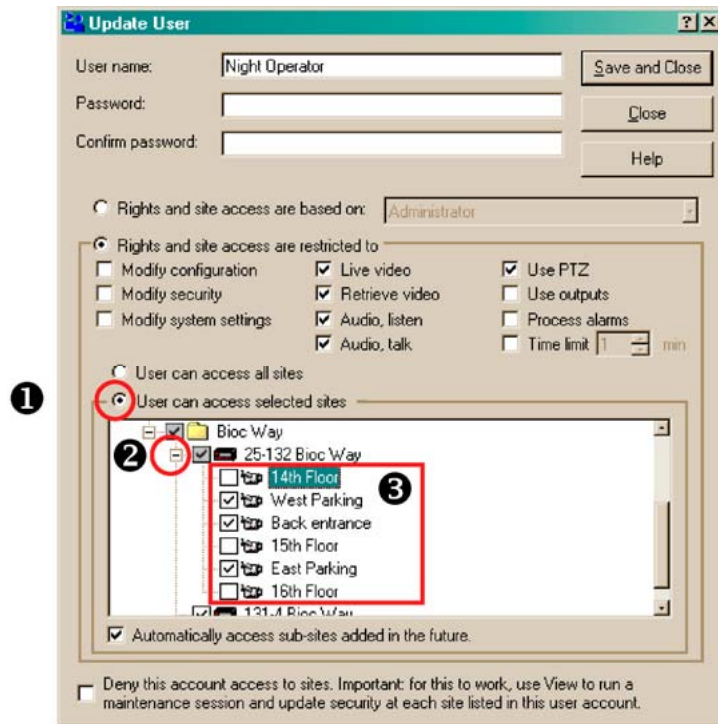 Update User
User name: Night Operator
Save and Close
Password:
Close
Confirm password:
Help
Rights and site access are based on: Administrator
Rights and site access are restricted to
Modify configuration Live video Use PTZ
Modify security Retrieve video Use outputs
Modify system settings Audio, listen Process alarms
Audio, talk Time limit 1 min
User can access all sites
1 User can access selected sites
Bioc Way
2 25-132 Bioc Way
14th Floor 3
West Parking
Back entrance
15th Floor
East Parking
16th Floor
131-4 Bioc Way
Automatically access sub-sites added in the future.
Deny this account access to sites. Important: for this to work, use View to run a
maintenance session and update security at each site listed in this user account.